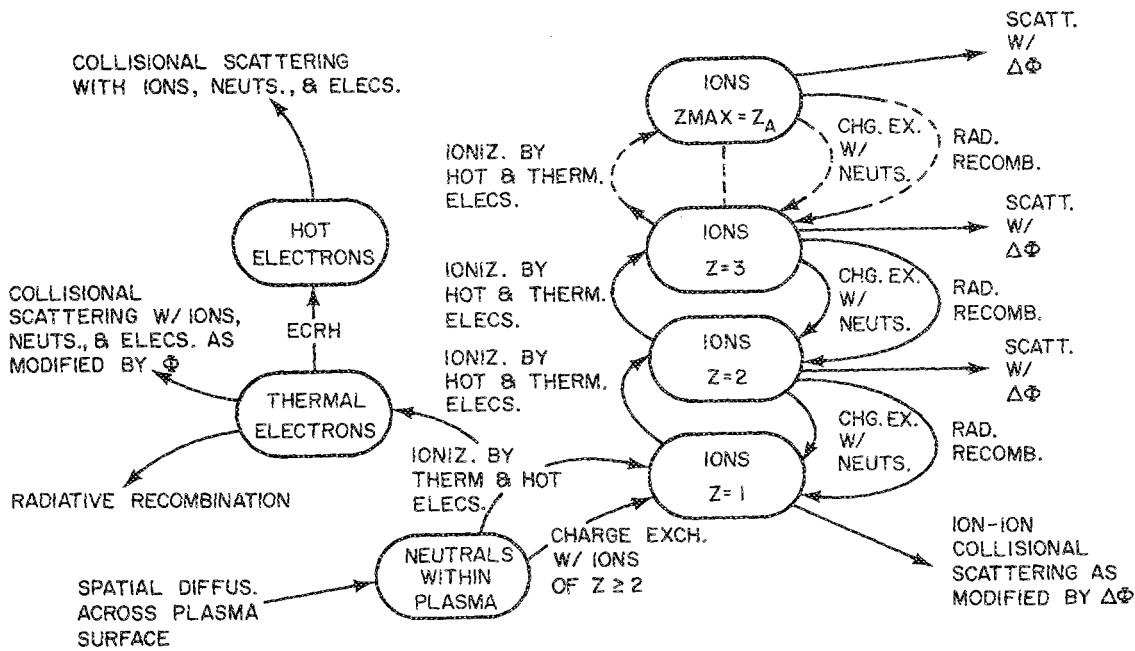 COLLISIONAL SCATTERING
WITH IONS, NEUTS., & ELECS.
HOT
ELECTRONS
COLLISIONAL
SCATTERING W/ IONS,
NEUTS., & ELECS. AS
MODIFIED BY Φ
ECRH
THERMAL
ELECTRONS
RADIATIVE RECOMBINATION
IONIZ. BY
THERM & HOT
ELECS.
NEUTRALS
WITHIN
PLASMA
SPATIAL DIFFUS.
ACROSS PLASMA
SURFACE
CHARGE EXCH.
W/ IONS
OF Z ≥ 2
IONS
ZMAX = Z_A
SCATT.
W/
ΔΦ
IONIZ. BY
HOT & THERM.
ELECS.
CHG. EX.
W/
NEUTS.
RAD.
RECOMB.
IONS
Z=3
SCATT.
W/
ΔΦ
IONIZ. BY
HOT & THERM.
ELECS.
CHG. EX.
W/
NEUTS.
RAD.
RECOMB.
IONS
Z=2
SCATT.
W/
ΔΦ
IONIZ. BY
HOT & THERM.
ELECS.
CHG. EX.
W/
NEUTS.
RAD.
RECOMB.
IONS
Z=1
ION-ION
COLLISIONAL
SCATTERING AS
MODIFIED BY ΔΦ